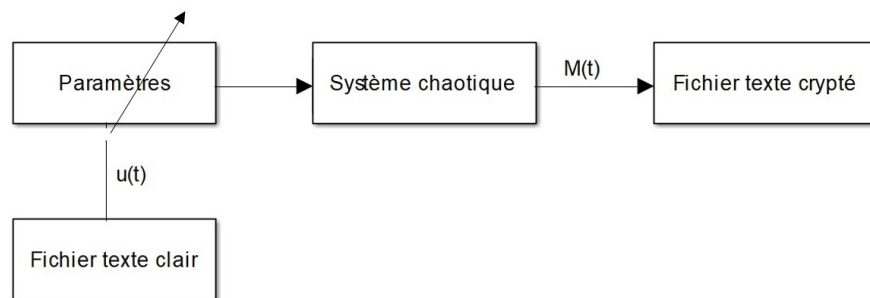 Paramètres
Système chaotique
M(t)
Fichier texte crypté
u(t)
Fichier texte clair